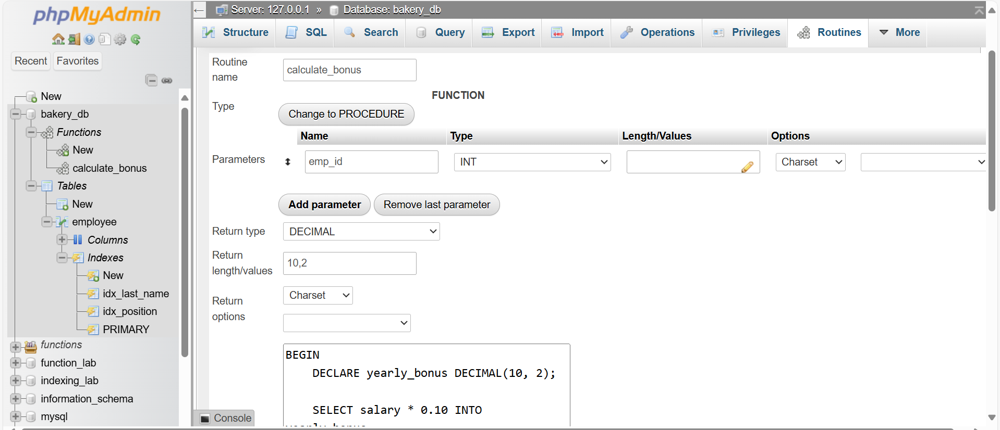 phpMyAdmin
Recent
Favorites
New
bakery_db
Functions
New
calculate_bonus
Tables
New
employee
Columns
Indexes
New
idx_last_name
idx_position
PRIMARY
functions
function_lab
indexing_lab
information_schema
mysql
Server: 127.0.0.1 » Database: bakery_db
Structure
SQL
Search
Query
Export
Import
Operations
Privileges
Routines
More
Routine
name
calculate_bonus
Type
FUNCTION
Change to PROCEDURE
Name
Type
Length/Values
Options
Parameters
emp_id
INT
Charset
Add parameter
Remove last parameter
Return type
DECIMAL
Return
length/values
10,2
Return
options
Charset
BEGIN
DECLARE yearly_bonus DECIMAL(10, 2);
SELECT salary * 0.10 INTO
yearly_bonus
Console